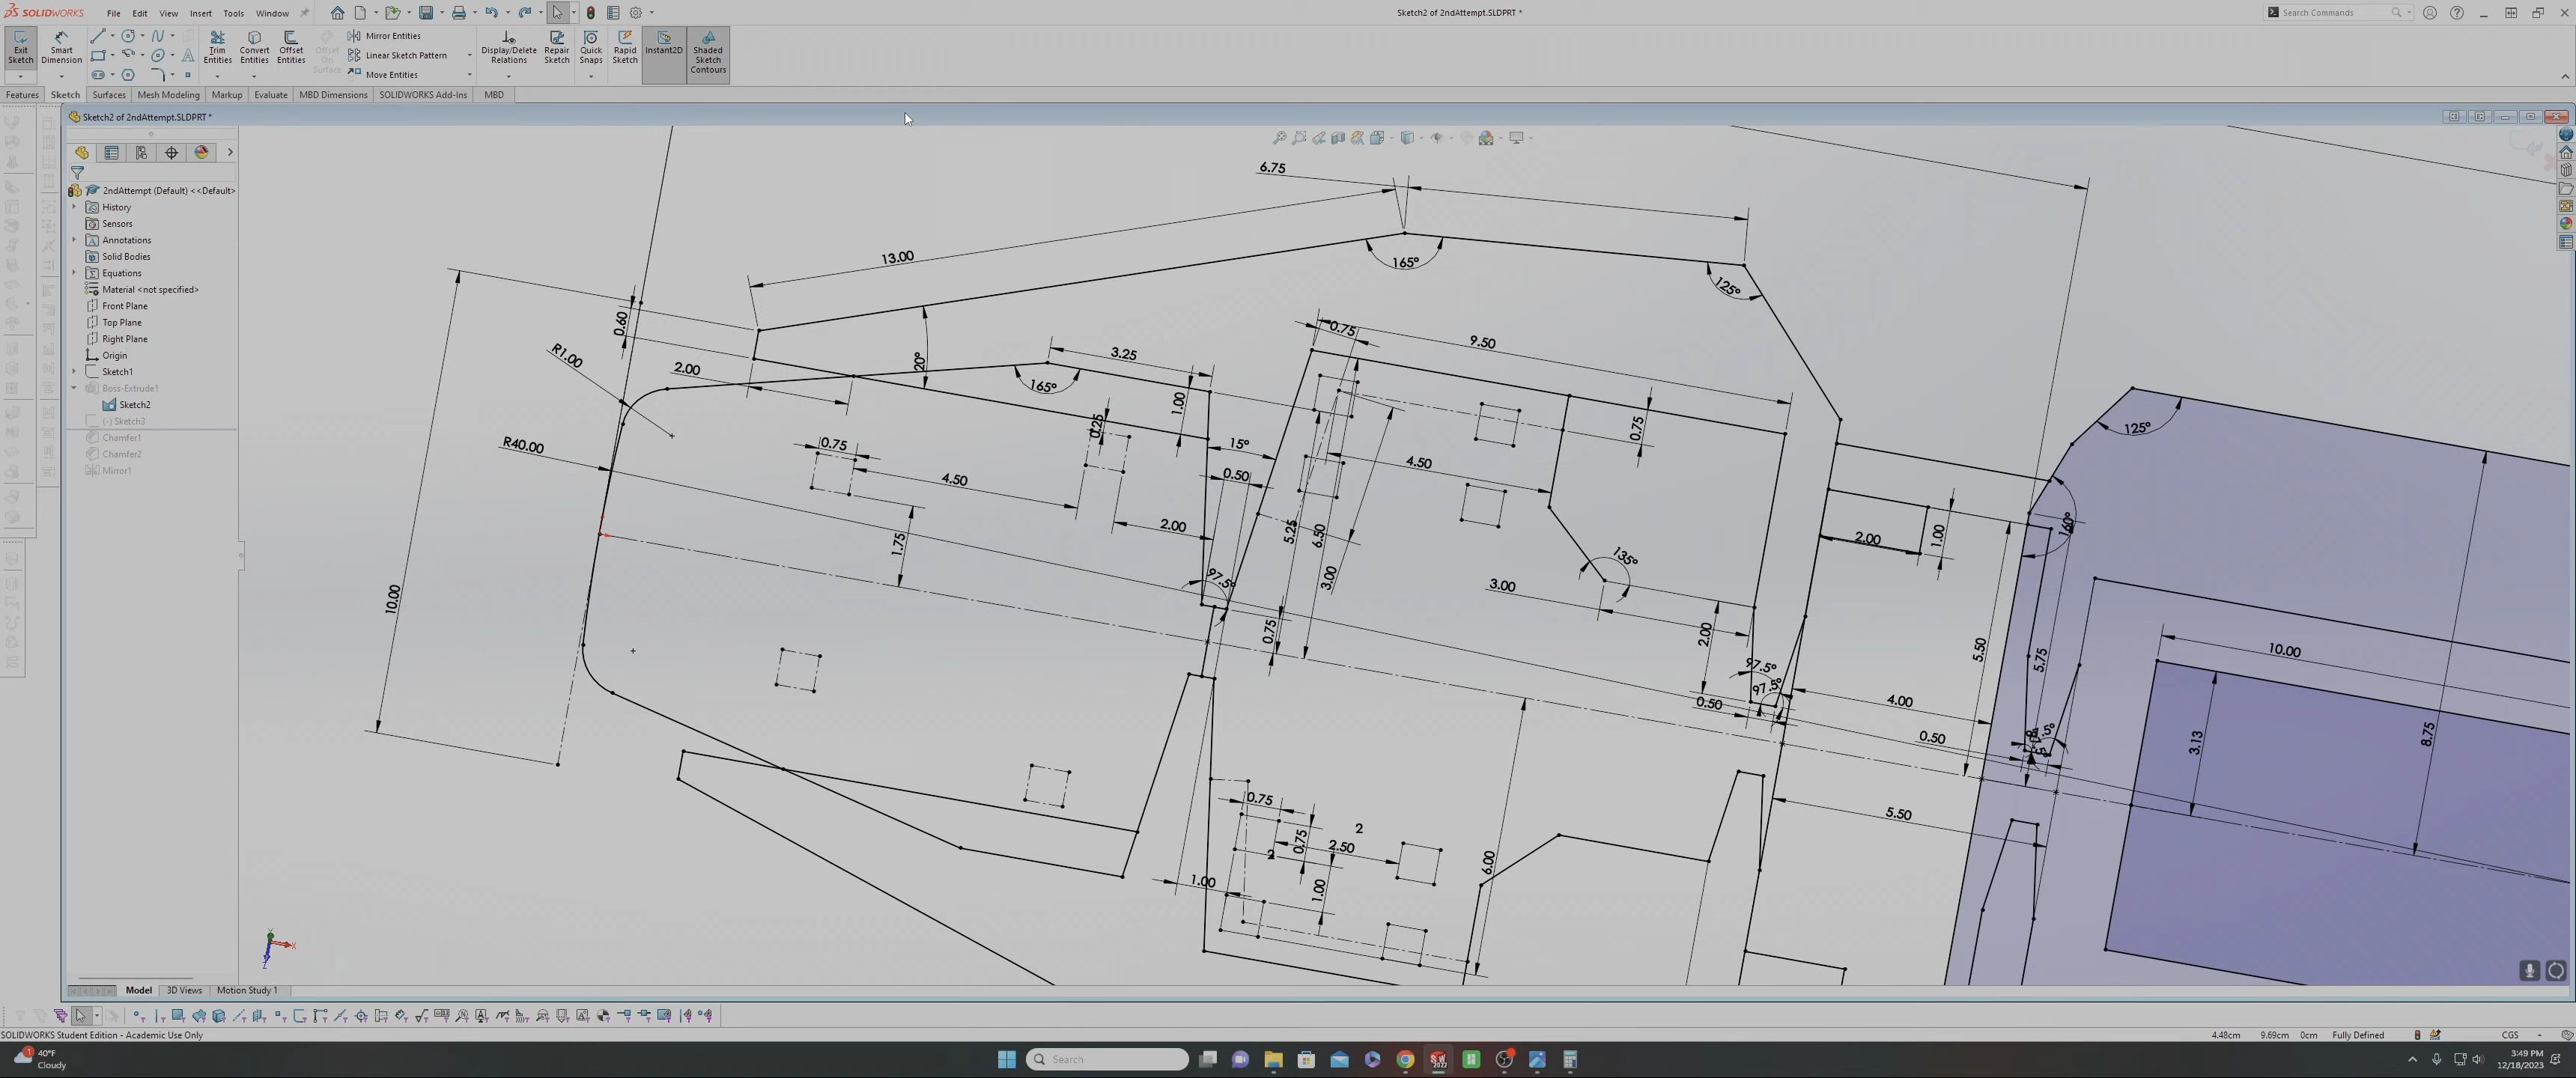 SOLIDWORKS
File Edit View Insert Tools Window
Sketch2 of 2ndAttempt.SLDPRT *
Search Commands
Exit Sketch
Smart Dimension
Trim Entities
Convert Entities
Offset Entities
Offset On Surface
Mirror Entities
Linear Sketch Pattern
Move Entities
Display/Delete Relations
Repair Sketch
Quick Snaps
Rapid Sketch
Instant2D
Shaded Sketch Contours
Features Sketch Surfaces Mesh Modeling Markup Evaluate MBD Dimensions SOLIDWORKS Add-Ins MBD
Sketch2 of 2ndAttempt.SLDPRT *
2ndAttempt (Default) <<Default>
History
Sensors
Annotations
Solid Bodies
Equations
Material <not specified>
Front Plane
Top Plane
Right Plane
Origin
Sketch1
Boss-Extrude1
Sketch2
(-) Sketch3
Chamfer1
Chamfer2
Mirror1
6.75
13.00
165°
125°
0.60
R1.00
2.00
20°
3.25
165°
1.00
0.25
0.75
9.50
0.75
125°
R40.00
0.75
4.50
15°
0.50
4.50
2.00
1.75
5.25
6.50
3.00
135°
3.00
2.00
1.00
160°
10.00
97.5°
0.75
2.00
97.5°
97.5°
0.50
4.00
5.50
5.75
10.00
0.50
3.13
8.75
5.50
0.75
2
0.75
2.50
2
1.00
1.00
6.00
Model 3D Views Motion Study 1
SOLIDWORKS Student Edition - Academic Use Only
4.48cm 9.69cm 0cm Fully Defined CGS
1
40°F
Cloudy
Search
3:49 PM
12/18/2023